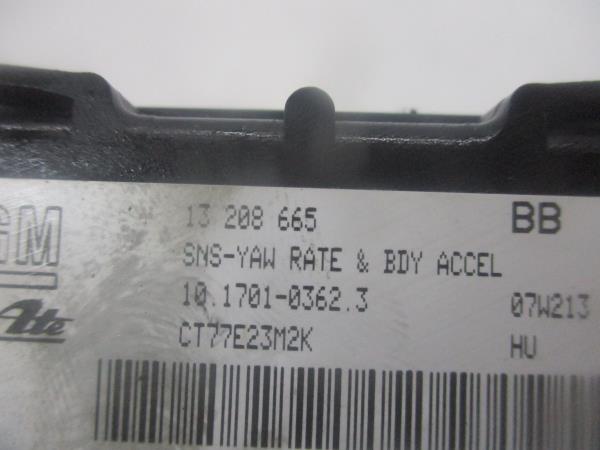 13 208 665 BB
GM
SNS-YAW RATE & BDY ACCEL
10.1701-0362.3 07W213
Ate
CT77E23M2K HU